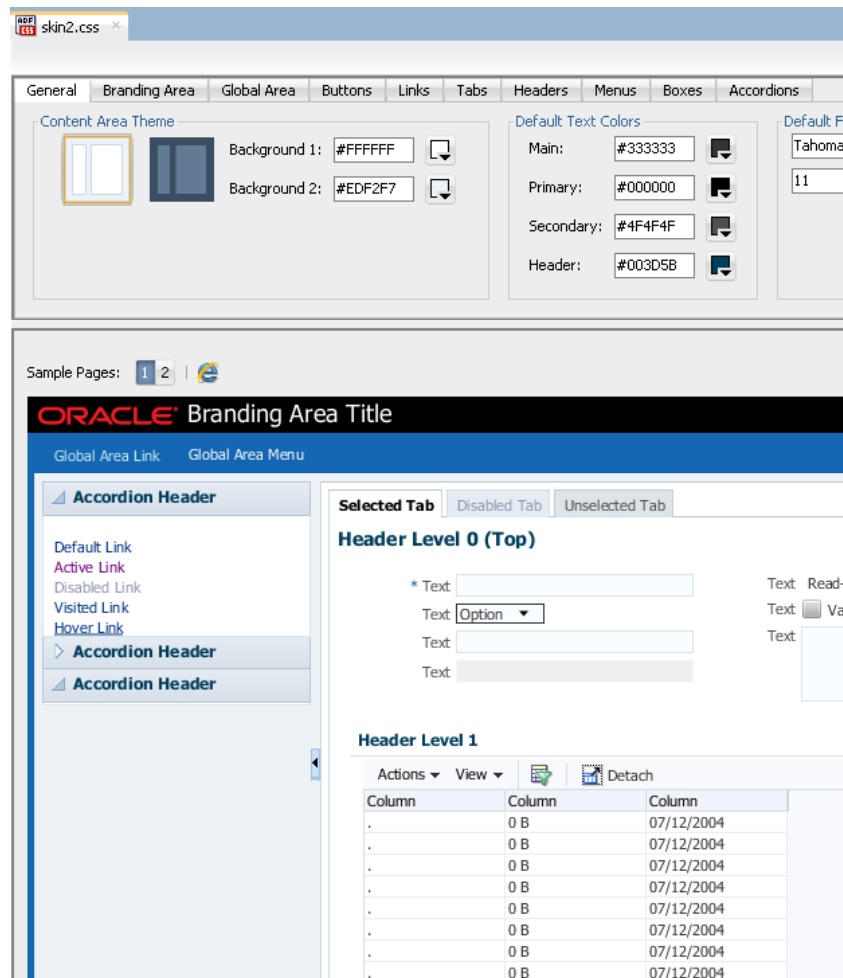 ADF CSS skin2.css ×
General Branding Area Global Area Buttons Links Tabs Headers Menus Boxes Accordions
Content Area Theme
Background 1: #FFFFFF
Background 2: #EDF2F7
Default Text Colors
Main: #333333
Primary: #000000
Secondary: #4F4F4F
Header: #003D5B
Default F
Tahoma
11
Sample Pages: 1 2
ORACLE Branding Area Title
Global Area Link Global Area Menu
Accordion Header
Default Link
Active Link
Disabled Link
Visited Link
Hover Link
Accordion Header
Accordion Header
Selected Tab Disabled Tab Unselected Tab
Header Level 0 (Top)
* Text
Text Option
Text
Text
Text Read-
Text Va
Text
Header Level 1
Actions View Detach
Column Column Column
. 0 B 07/12/2004
. 0 B 07/12/2004
. 0 B 07/12/2004
. 0 B 07/12/2004
. 0 B 07/12/2004
. 0 B 07/12/2004
. 0 B 07/12/2004
. 0 B 07/12/2004